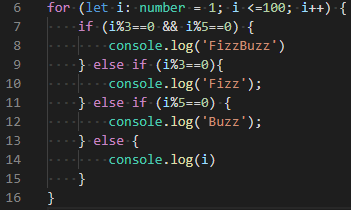 6 for (let i: number = 1; i <=100; i++) {
7 if (i%3==0 && i%5==0) {
8 console.log('FizzBuzz')
9 } else if (i%3==0){
10 console.log('Fizz');
11 } else if (i%5==0) {
12 console.log('Buzz');
13 } else {
14 console.log(i)
15 }
16 }